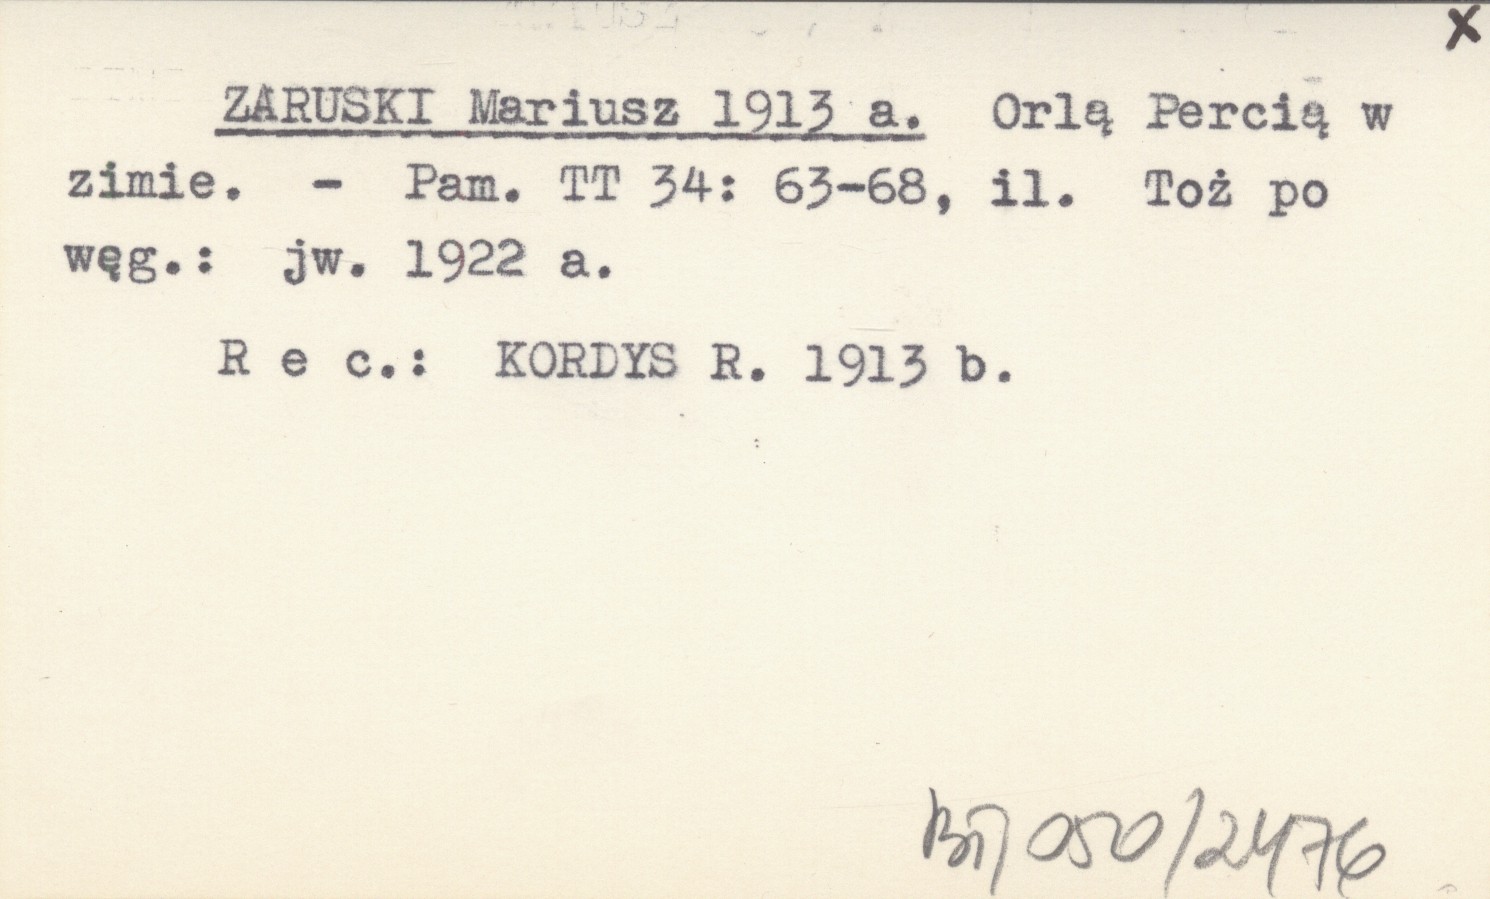 X
ZARUSKI Mariusz 1913 a. Orlą Percią w
zimie. - Pam. TT 34: 63-68, il. Toż po
węg.: jw. 1922 a.
R e c.: KORDYS R. 1913 b.
050/2476